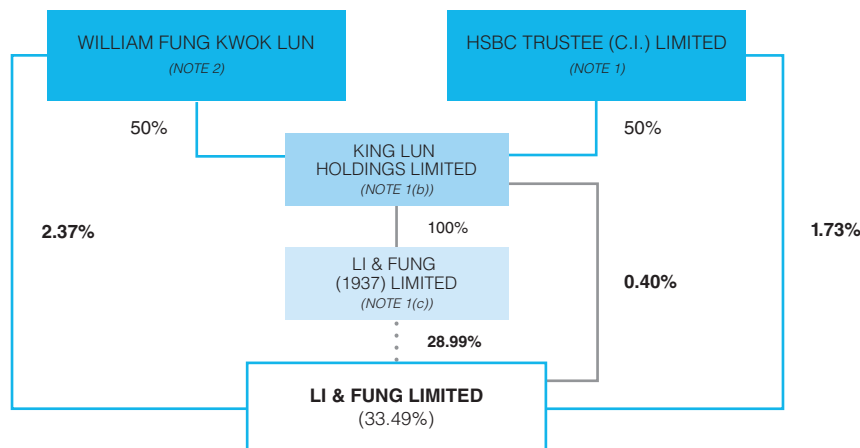 WILLIAM FUNG KWOK LUN
(NOTE 2)
HSBC TRUSTEE (C.I.) LIMITED
(NOTE 1)
50%
50%
KING LUN
HOLDINGS LIMITED
(NOTE 1(b))
2.37%
100%
1.73%
LI & FUNG
(1937) LIMITED
(NOTE 1(c))
0.40%
28.99%
LI & FUNG LIMITED
(33.49%)